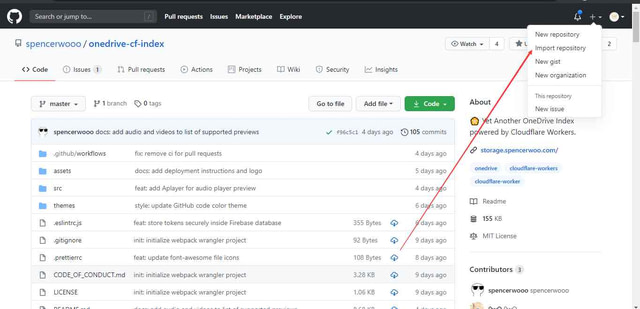 Search or jump to...
/
Pull requests Issues Marketplace Explore
New repository
Import repository
New gist
New organization
This repository
New issue
spencerwooo / onedrive-cf-index
Watch 4
2
Code Issues 1 Pull requests Actions Projects Wiki Security Insights
master 1 branch 0 tags Go to file Add file Code
spencerwooo docs: add audio and videos to list of supported previews 4 days ago 105 commits
.github/workflows fix: remove ci for pull requests 4 days ago
assets docs: add deployment instructions and logo 5 days ago
src feat: add Aplayer for audio player preview 4 days ago
themes style: update GitHub code color theme 6 days ago
.eslintrc.js feat: store tokens securely inside Firebase database 355 Bytes 6 days ago
.gitignore init: initialize webpack wrangler project 92 Bytes 9 days ago
.prettierrc feat: update font-awesome file icons 108 Bytes 8 days ago
CODE_OF_CONDUCT.md init: initialize webpack wrangler project 3.28 KB 9 days ago
LICENSE init: initialize webpack wrangler project 1.06 KB 9 days ago
About
Yet Another OneDrive Index
powered by Cloudflare Workers.
storage.spencerwoo.com/
onedrive cloudflare-workers
cloudflare-worker
Readme
155 KB
MIT License
Contributors 3
spencerwooo spencerwooo